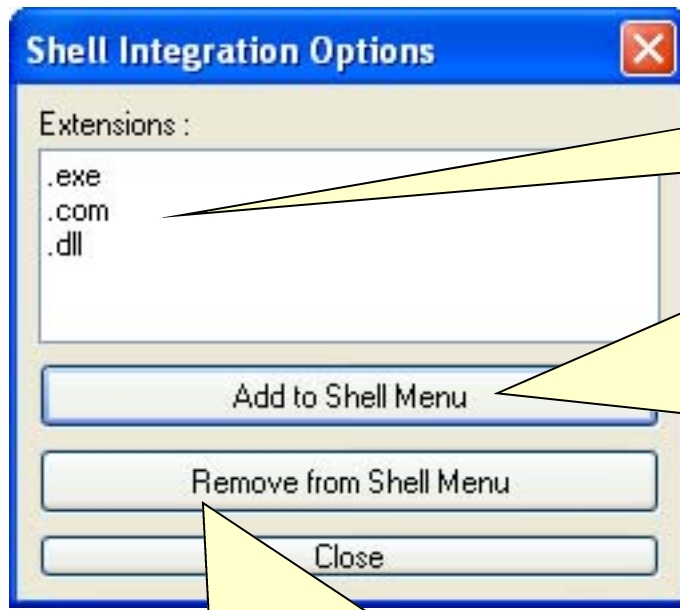 Shell Integration Options
Extensions :
.exe
.com
.dll
Add to Shell Menu
Remove from Shell Menu
Close